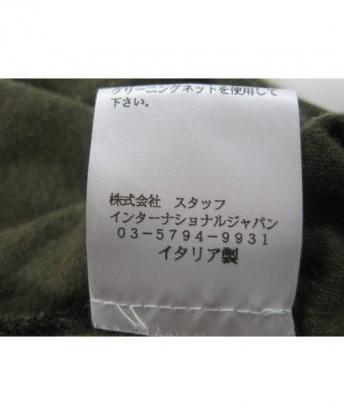 クリーニングネットを使用して
下さい。
株式会社　スタッフ
インターナショナルジャパン
03-5794-9931
イタリア製